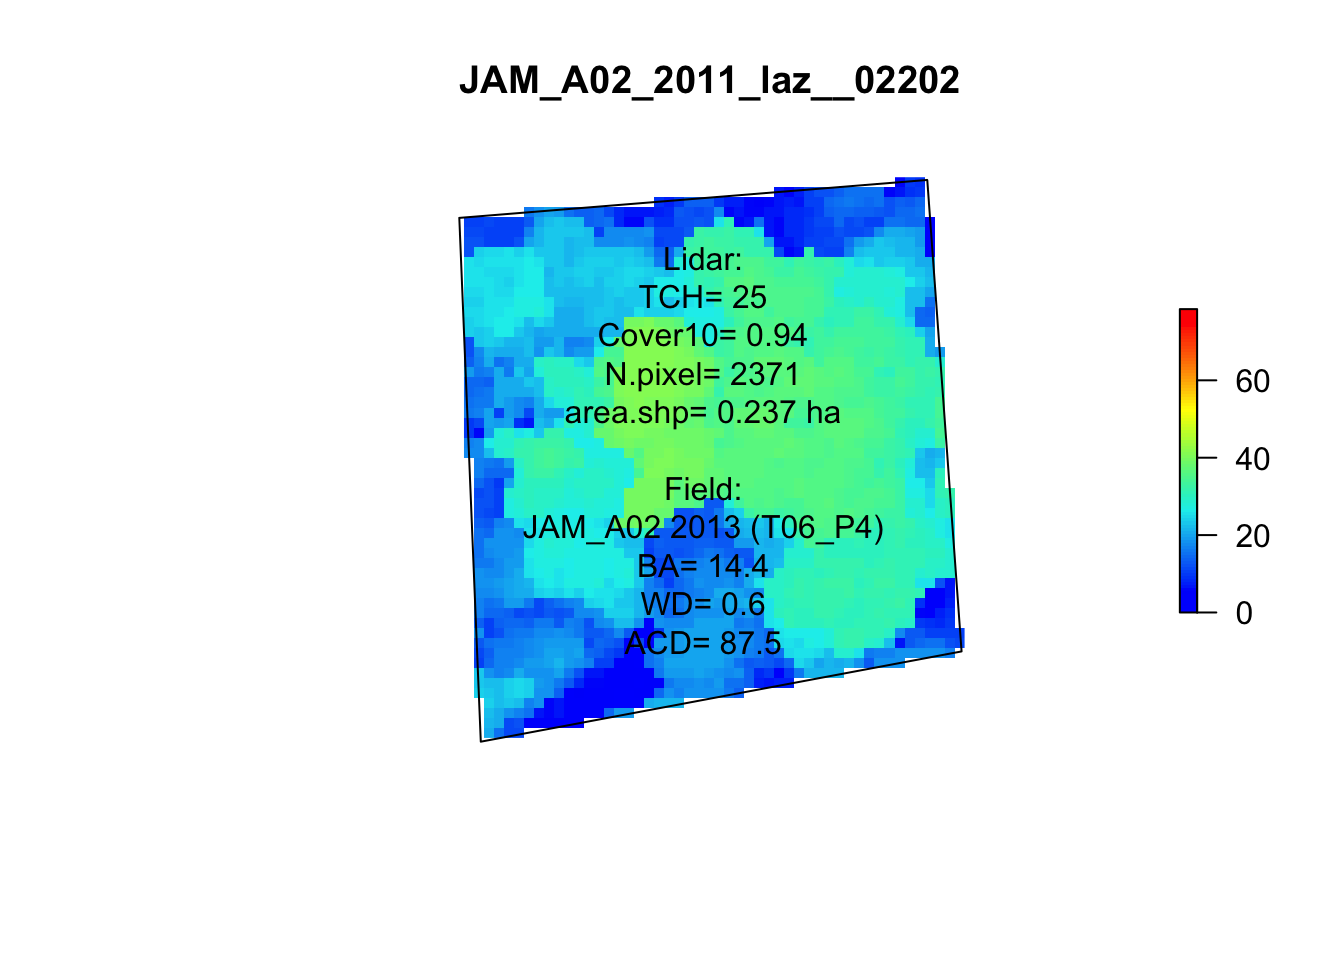 JAM_A02_2011_laz__02202
Lidar:
TCH= 25
Cover10= 0.94
N.pixel= 2371
area.shp= 0.237 ha
Field:
JAM_A02 2013 (T06_P4)
BA= 14.4
WD= 0.6
ACD= 87.5
60
40
20
0